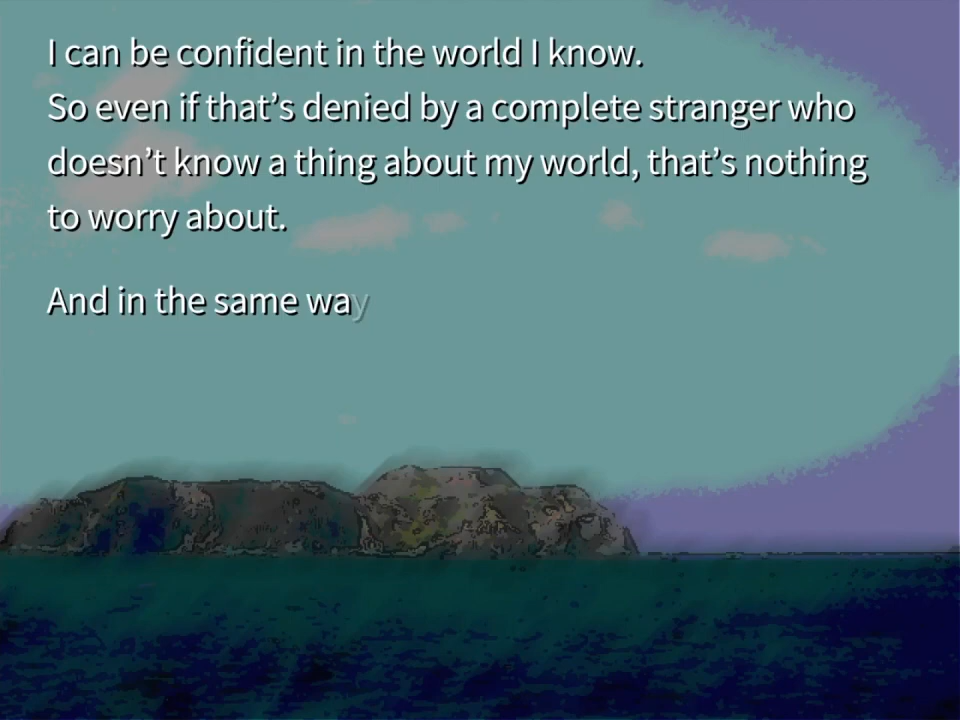 I can be confident in the world I know.
So even if that’s denied by a complete stranger who
doesn’t know a thing about my world, that’s nothing
to worry about.
And in the same way